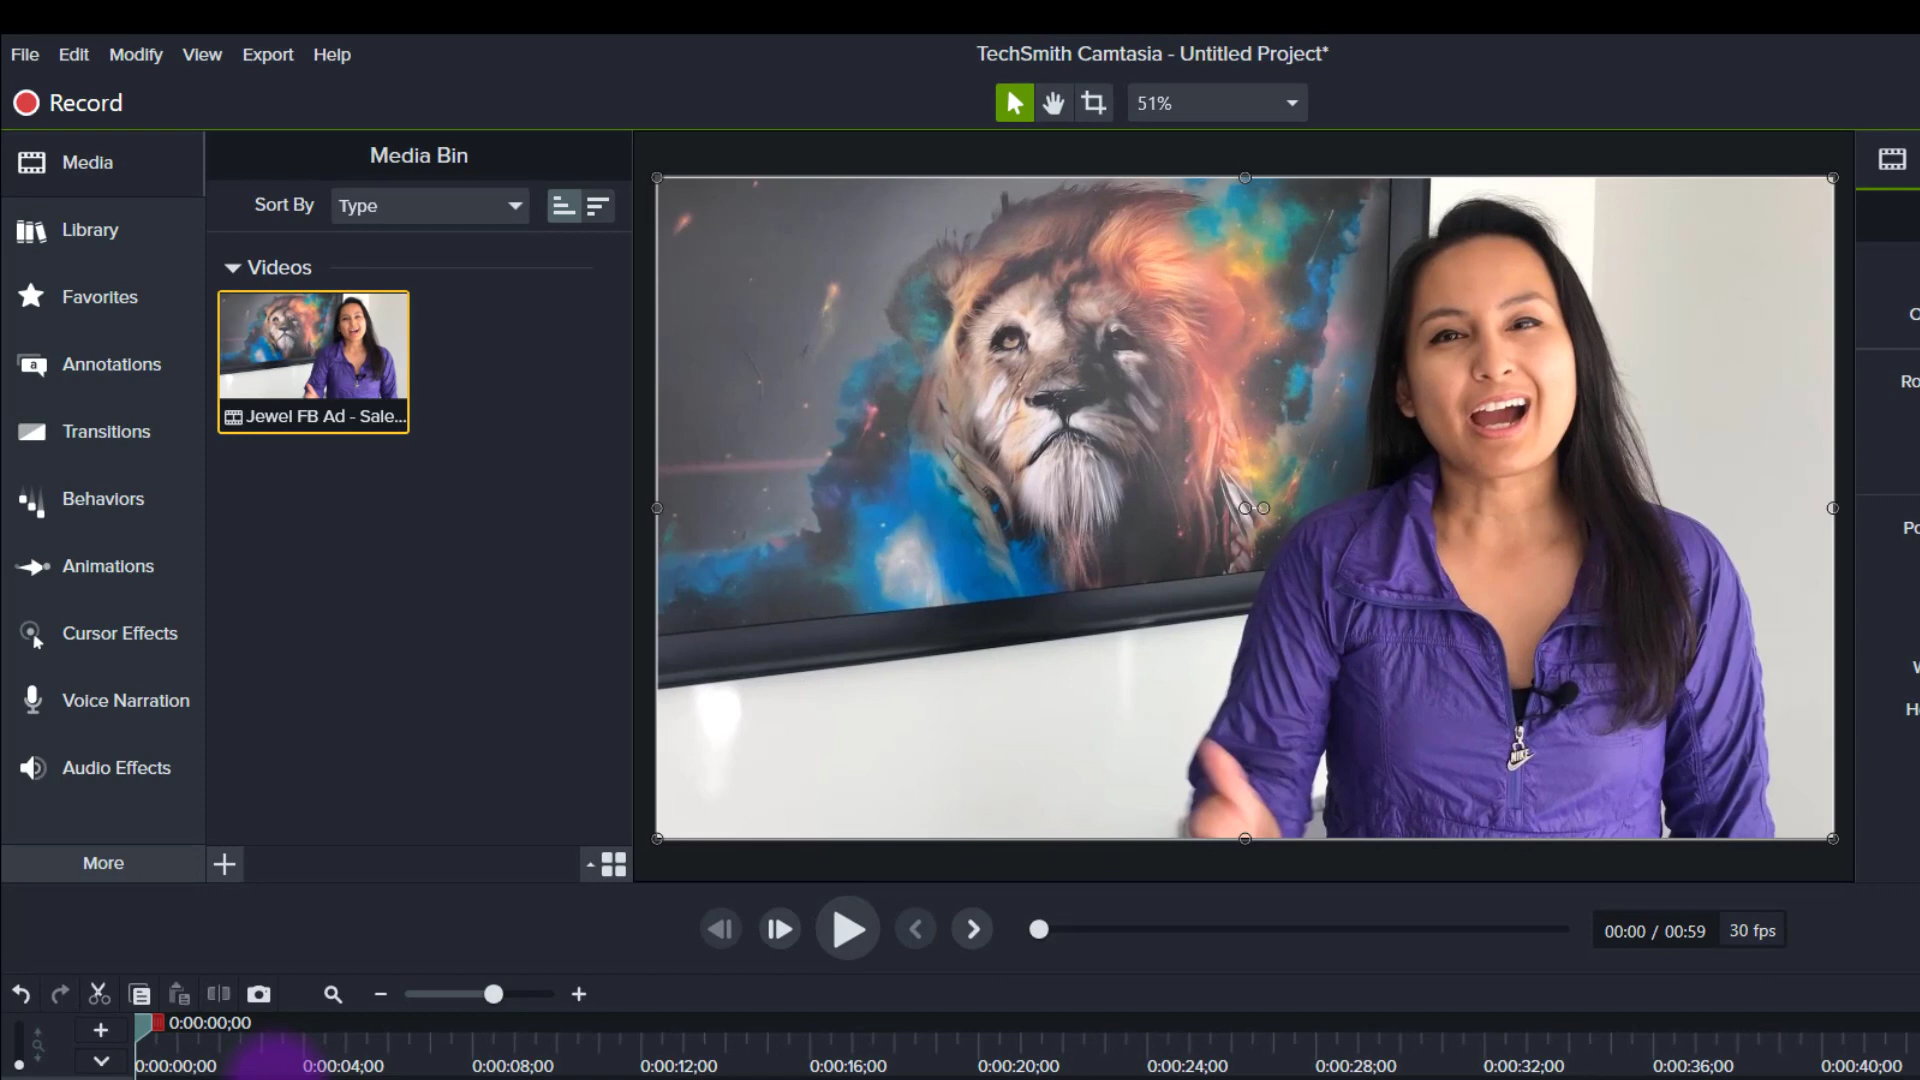 File Edit Modify View Export Help
TechSmith Camtasia - Untitled Project*
Record
51%
Media
Media Bin
Sort By Type
Library
Videos
Favorites
Annotations
Jewel FB Ad - Sale...
Transitions
Behaviors
Animations
Cursor Effects
Voice Narration
NIKE
Audio Effects
More
00:00 / 00:59 30 fps
0:00:00;00
0:00:00;00 0:00:04;00 0:00:08;00 0:00:12;00 0:00:16;00 0:00:20;00 0:00:24;00 0:00:28;00 0:00:32;00 0:00:36;00 0:00:40;00